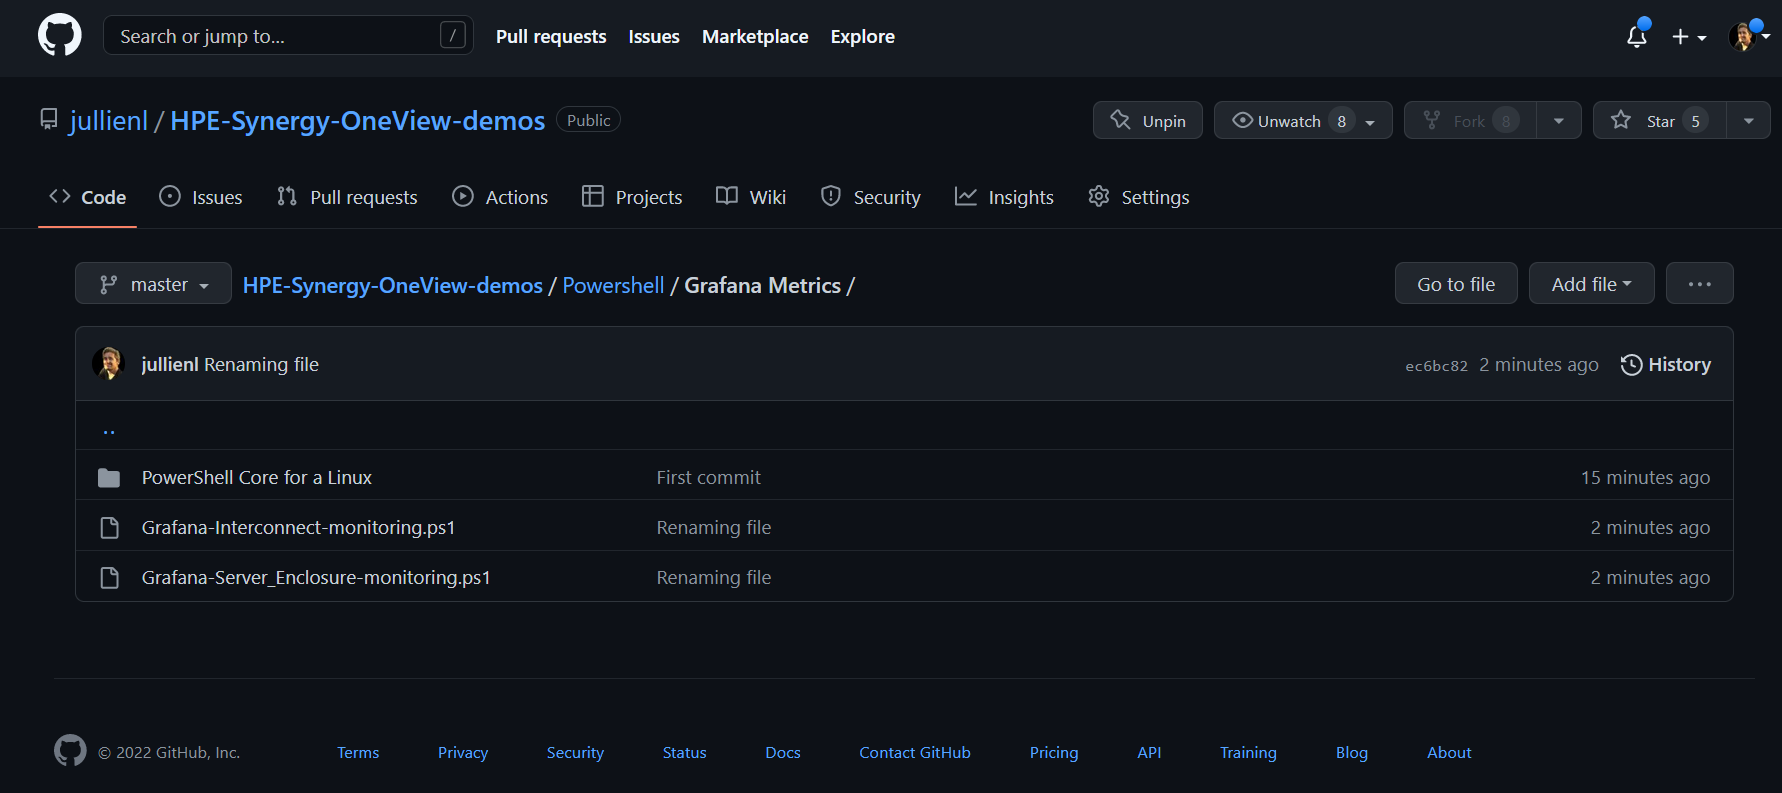 Search or jump to... / Pull requests Issues Marketplace Explore
jullienl / HPE-Synergy-OneView-demos Public Unpin Unwatch 8 Fork 8 Star 5
Code Issues Pull requests Actions Projects Wiki Security Insights Settings
master HPE-Synergy-OneView-demos / Powershell / Grafana Metrics / Go to file Add file ...
jullienl Renaming file ec6bc82 2 minutes ago History
..
PowerShell Core for a Linux First commit 15 minutes ago
Grafana-Interconnect-monitoring.ps1 Renaming file 2 minutes ago
Grafana-Server_Enclosure-monitoring.ps1 Renaming file 2 minutes ago
© 2022 GitHub, Inc. Terms Privacy Security Status Docs Contact GitHub Pricing API Training Blog About